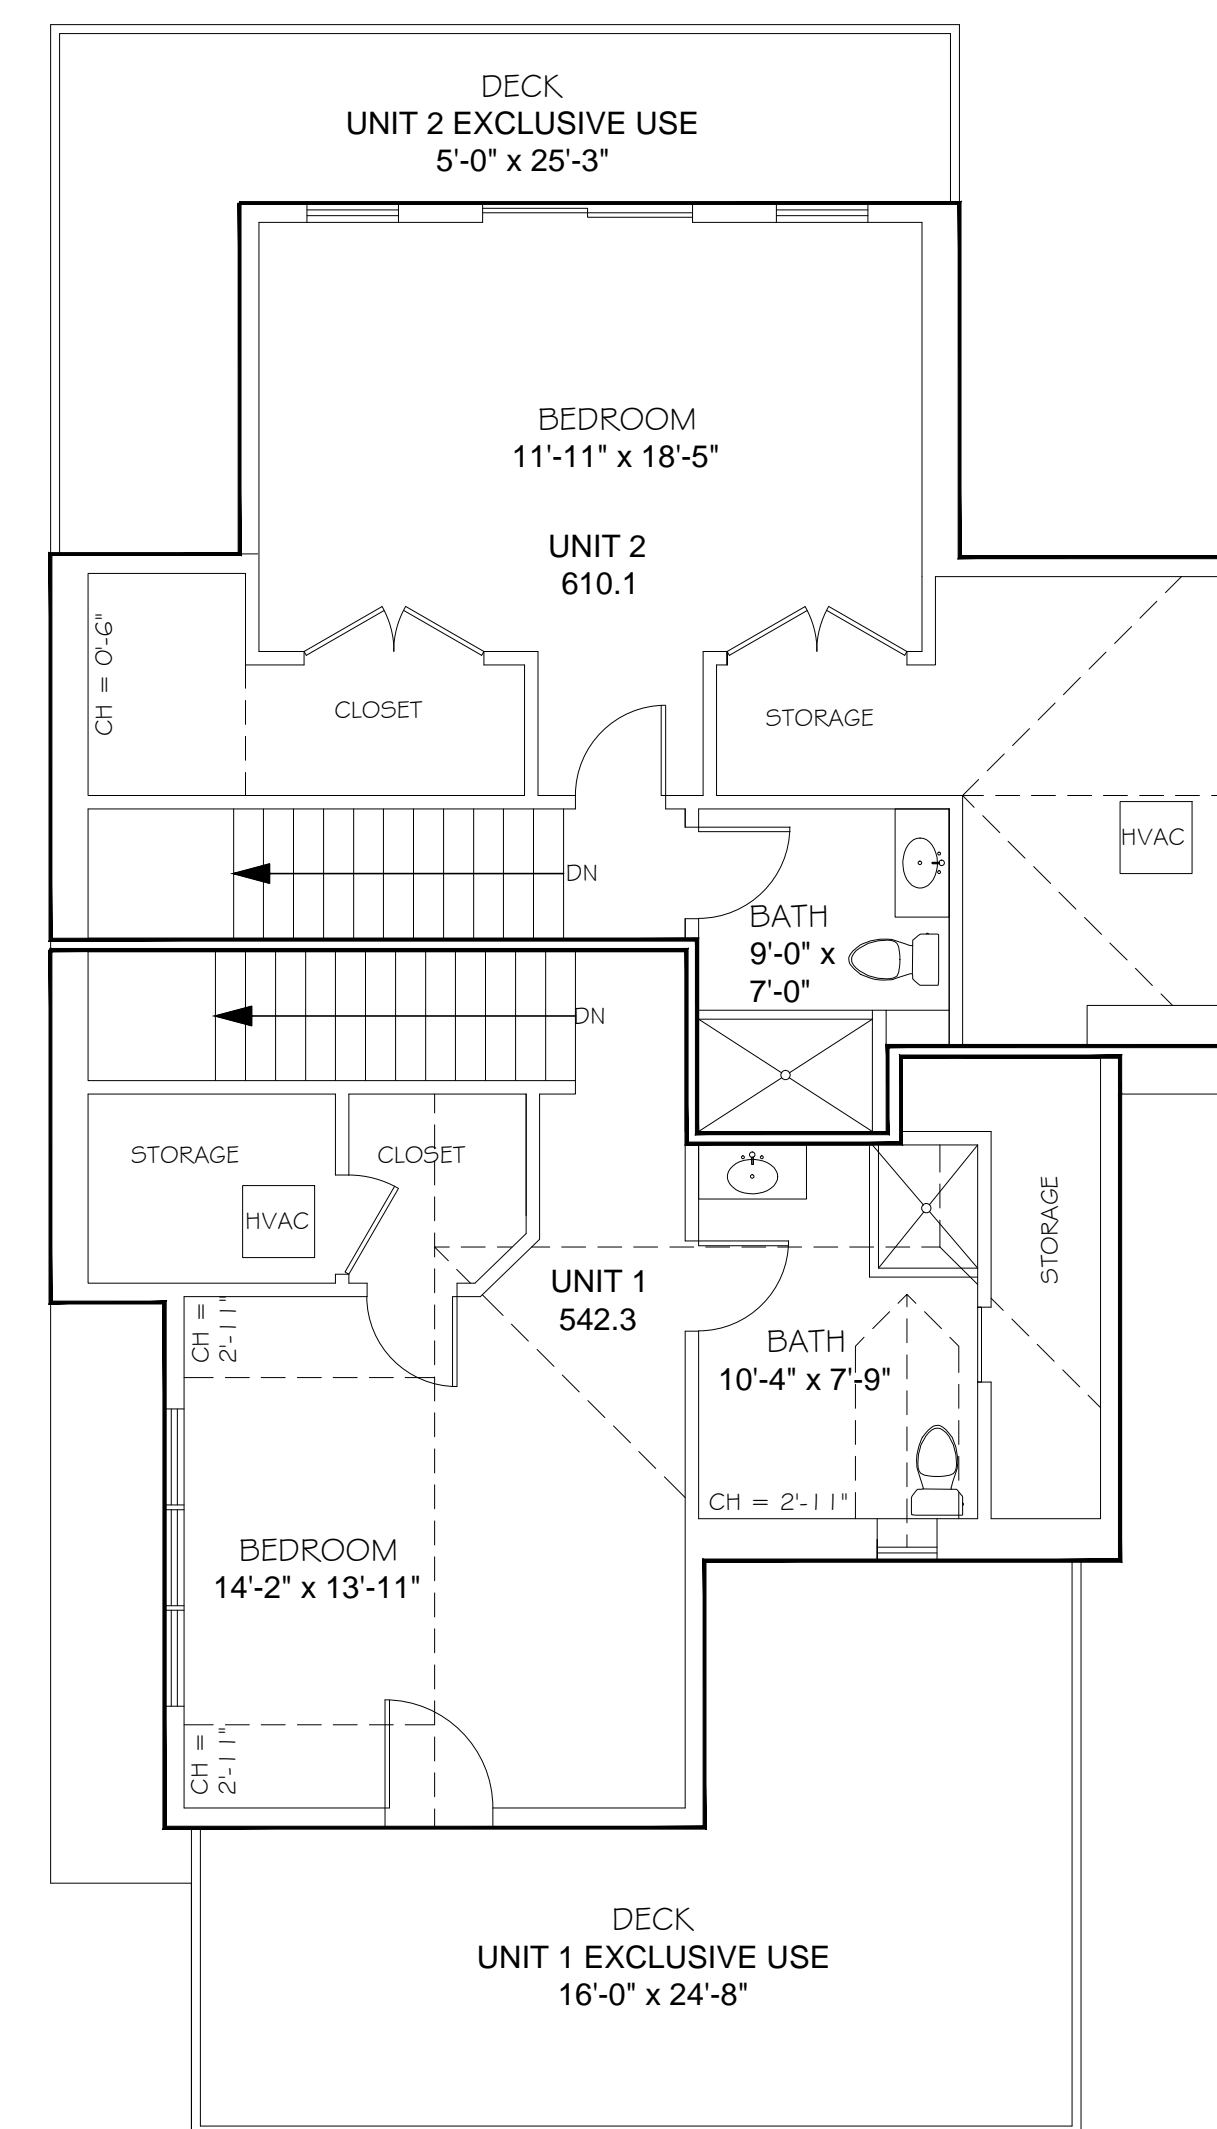 DECK
UNIT 2 EXCLUSIVE USE
5'-0" x 25'-3"
BEDROOM
11'-11" x 18'-5"
UNIT 2
610.1
CH = 0'-6"
CLOSET
STORAGE
HVAC
DN
BATH
9'-0" x
7'-0"
DN
STORAGE
CLOSET
HVAC
STORAGE
UNIT 1
542.3
CH =
2'-11"
BATH
10'-4" x 7'-9"
CH = 2'-11"
BEDROOM
14'-2" x 13'-11"
CH =
2'-11"
DECK
UNIT 1 EXCLUSIVE USE
16'-0" x 24'-8"